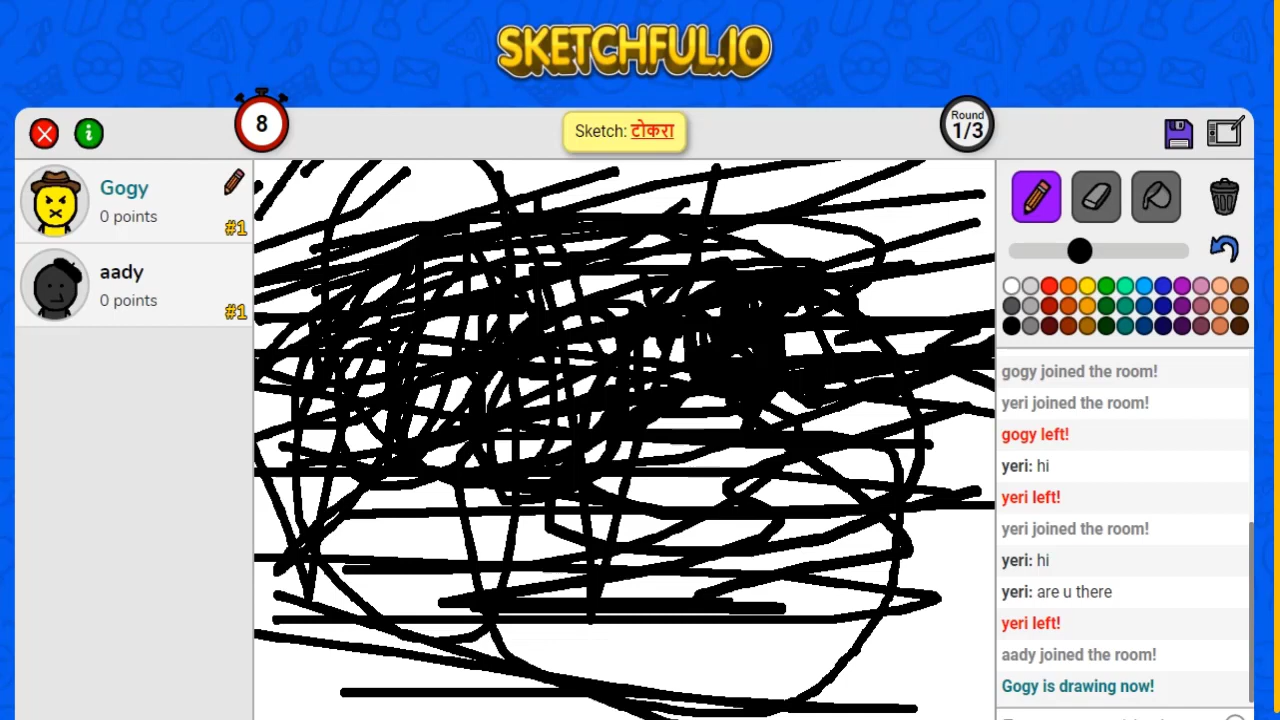 SKETCHFUL.IO
8
Sketch: टोकरा
Round
1/3
Gogy
0 points
#1
aady
0 points
#1
gogy joined the room!
yeri joined the room!
gogy left!
yeri: hi
yeri left!
yeri joined the room!
yeri: hi
yeri: are u there
yeri left!
aady joined the room!
Gogy is drawing now!